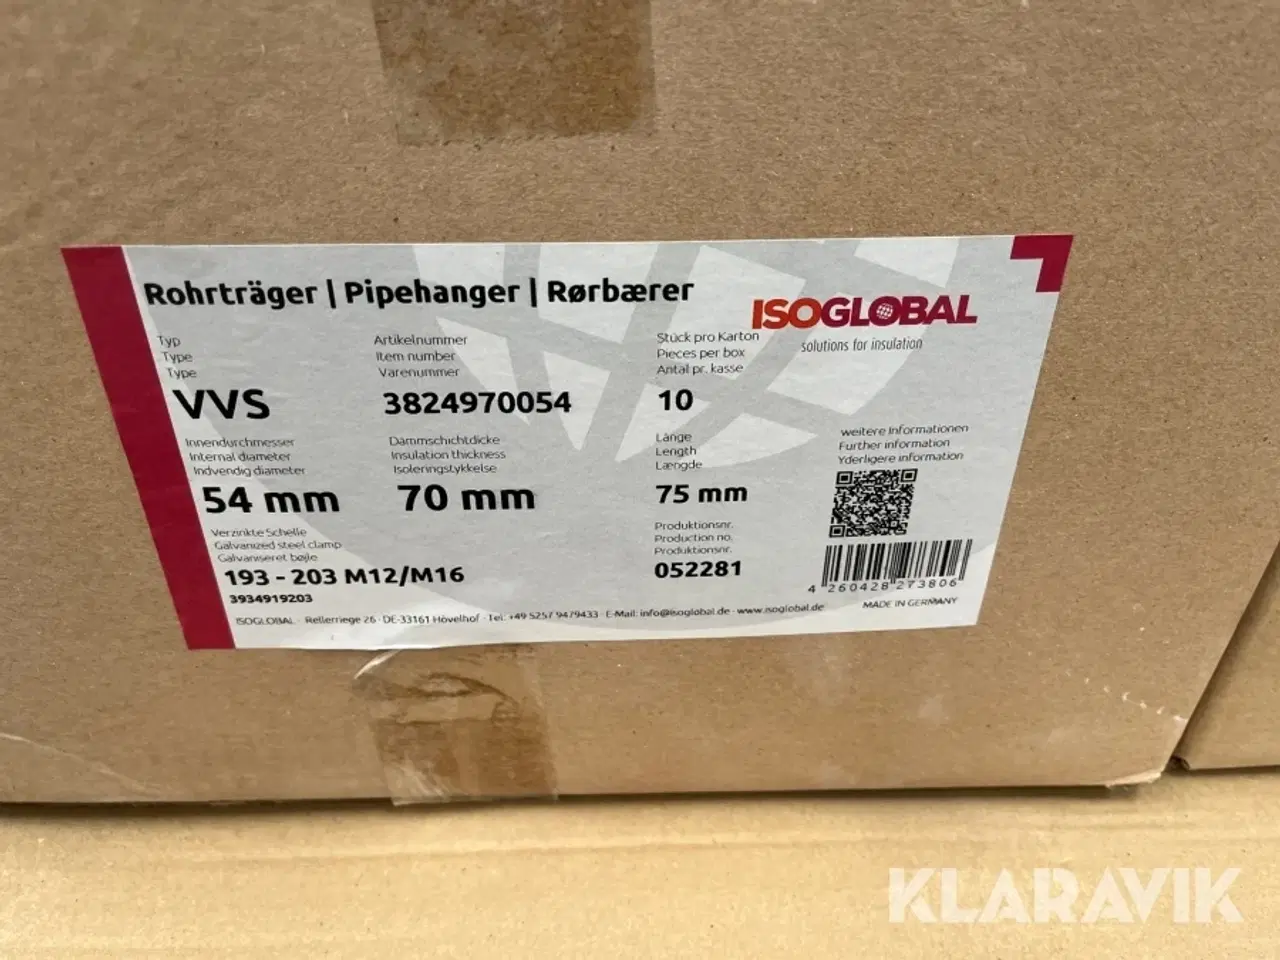 Rohrträger | Pipehanger | Rørbærer
ISOGLOBAL
solutions for insulation
Typ
Type
Type
VVS
Artikelnummer
Item number
Varenummer
3824970054
Stück pro Karton
Pieces per box
Antal pr. kasse
10
Innendurchmesser
Internal diameter
Indvendig diameter
54 mm
Dämmschichtdicke
Insulation thickness
Isoleringstykkelse
70 mm
Länge
Length
Længde
75 mm
weitere Informationen
Further information
Yderligere information
Verzinkte Schelle
Galvanized steel clamp
Galvaniseret bøjle
193 - 203 M12/M16
3934919203
Produktionsnr.
Production no.
Produktionsnr.
052281
4 260428 273806
MADE IN GERMANY
ISOGLOBAL · Rellerriege 26 · DE-33161 Hövelhof · Tel: +49 5257 9479433 · E-Mail: info@isoglobal.de · www.isoglobal.de
KLARAVIK